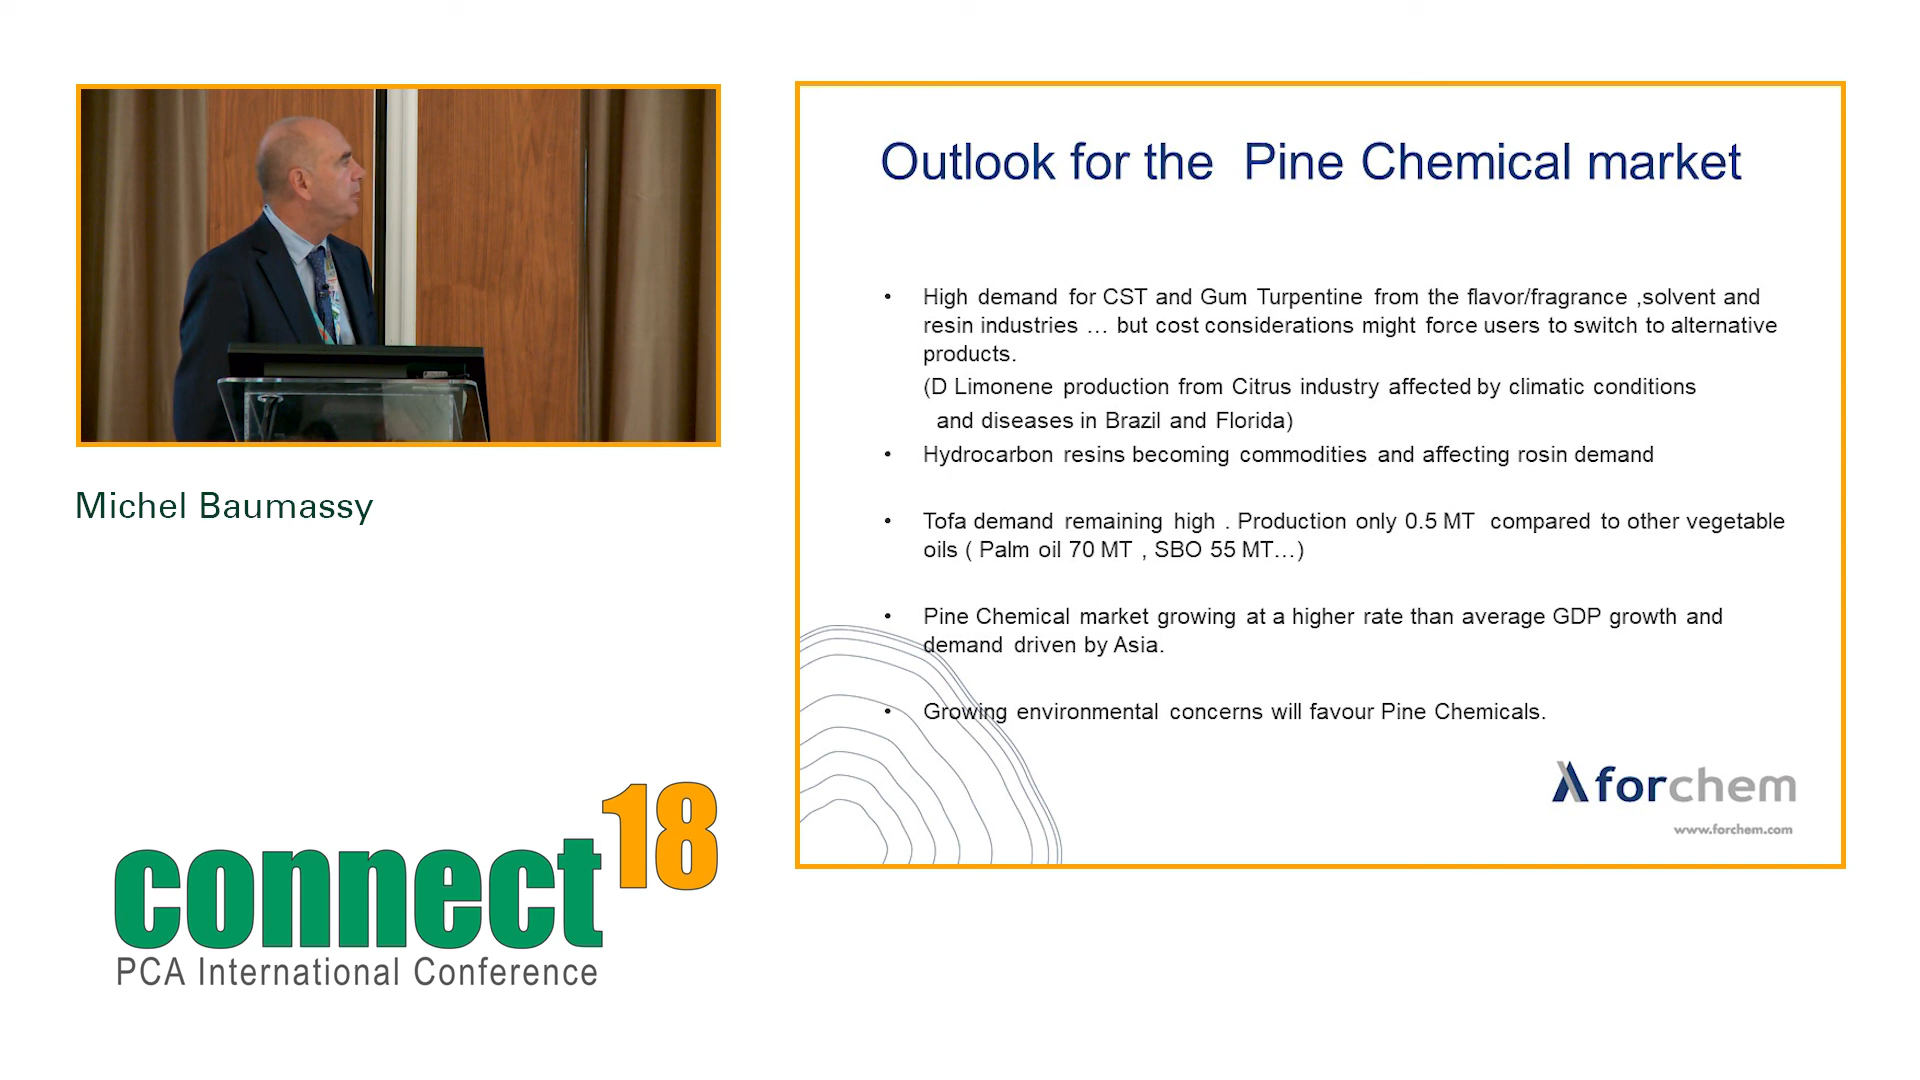 Outlook for the Pine Chemical market
• High demand for CST and Gum Turpentine from the flavor/fragrance ,solvent and
resin industries … but cost considerations might force users to switch to alternative
products.
(D Limonene production from Citrus industry affected by climatic conditions
and diseases in Brazil and Florida)
• Hydrocarbon resins becoming commodities and affecting rosin demand
• Tofa demand remaining high . Production only 0.5 MT compared to other vegetable
oils ( Palm oil 70 MT , SBO 55 MT…)
• Pine Chemical market growing at a higher rate than average GDP growth and
demand driven by Asia.
• Growing environmental concerns will favour Pine Chemicals.
forchem
www.forchem.com
Michel Baumassy
connect18
PCA International Conference